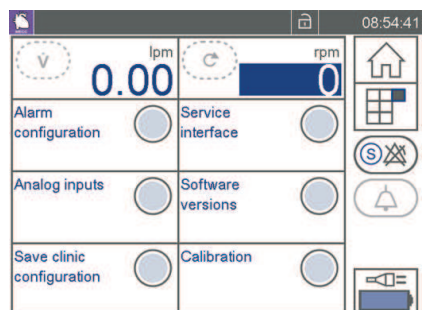 08:54:41
V lpm
0.00
C rpm
0
Alarm
configuration
Service
interface
Analog inputs
Software
versions
Save clinic
configuration
Calibration
S